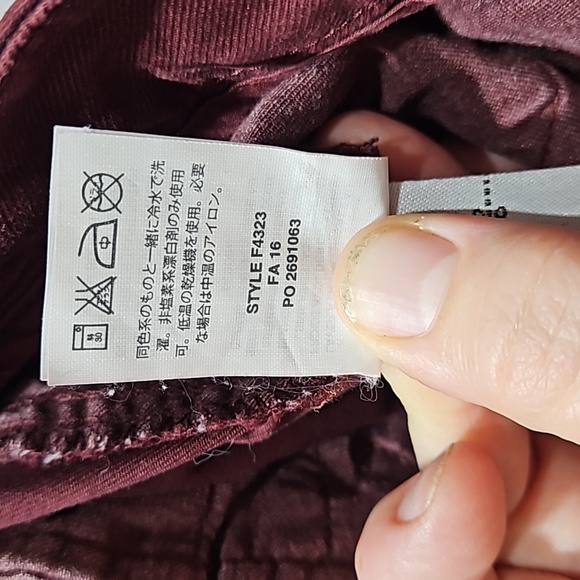 弱
30
同色系のものと一緒に冷水で洗
濯。非塩素系漂白剤のみ使用
可。低温の乾燥機を使用。必要
な場合は中温のアイロン。
STYLE F4323
FA 16
PO 2691063